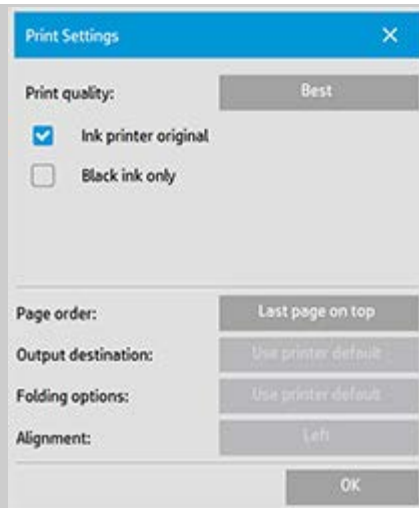 Print Settings
Print quality: Best
Ink printer original
Black ink only
Page order: Last page on top
Output destination: Use printer default
Folding options: Use printer default
Alignment: Left
OK